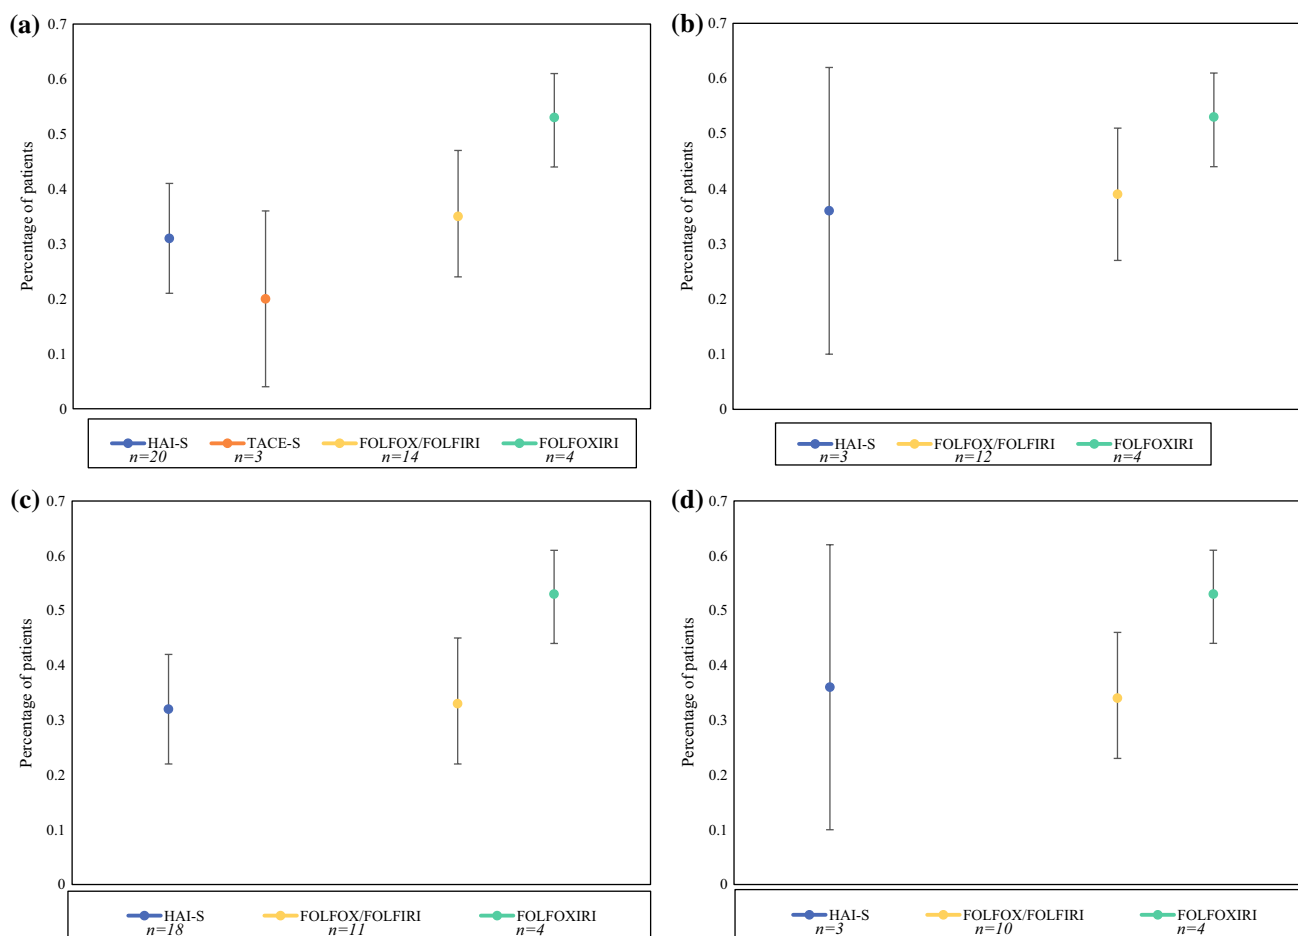 (a)
Percentage of patients
0.7
0.6
0.5
0.4
0.3
0.2
0.1
0
HAI-S TACE-S FOLFOX/FOLFIRI FOLFOXIRI
n=20 n=3 n=14 n=4
(b)
Percentage of patients
0.7
0.6
0.5
0.4
0.3
0.2
0.1
0
HAI-S FOLFOX/FOLFIRI FOLFOXIRI
n=3 n=12 n=4
(c)
Percentage of patients
0.7
0.6
0.5
0.4
0.3
0.2
0.1
0
HAI-S FOLFOX/FOLFIRI FOLFOXIRI
n=18 n=11 n=4
(d)
Percentage of patients
0.7
0.6
0.5
0.4
0.3
0.2
0.1
0
HAI-S FOLFOX/FOLFIRI FOLFOXIRI
n=3 n=10 n=4